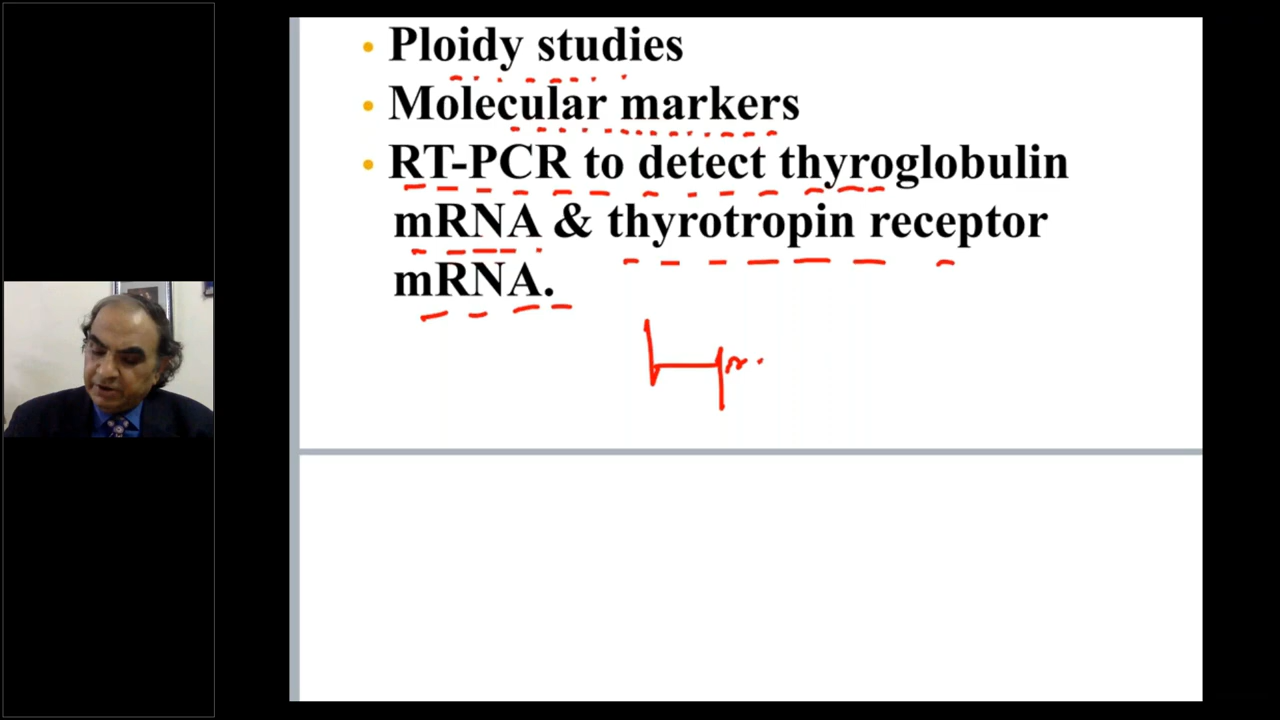 • Ploidy studies
• Molecular markers
• RT-PCR to detect thyroglobulin
mRNA & thyrotropin receptor
mRNA.